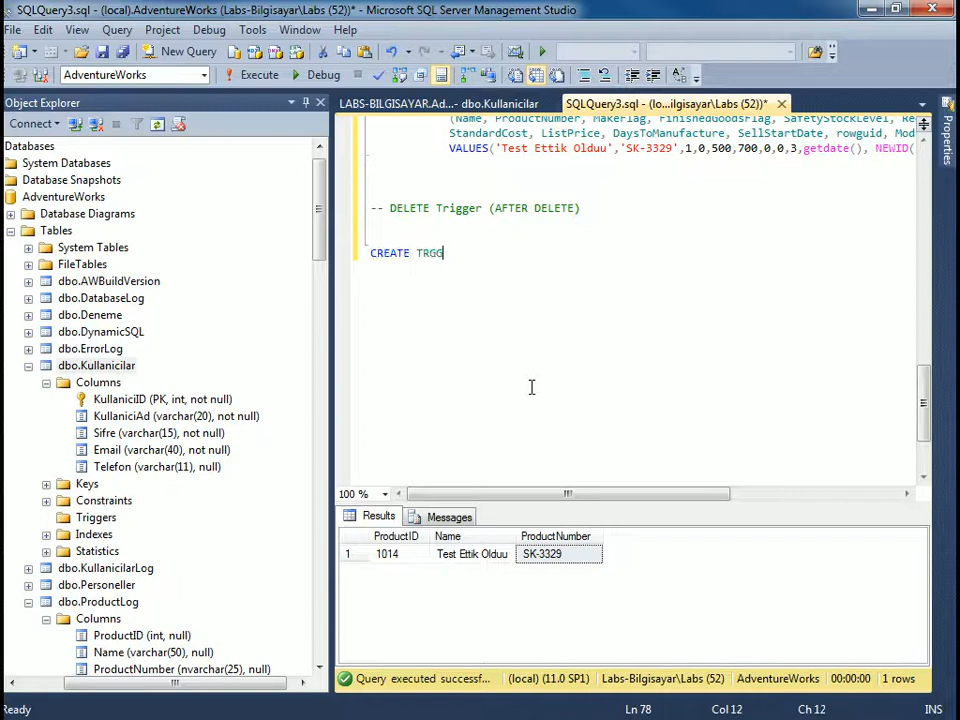 SQLQuery3.sql - (local).AdventureWorks (Labs-Bilgisayar\Labs (52))* - Microsoft SQL Server Management Studio
File Edit View Query Project Debug Tools Window Help
New Query
AdventureWorks Execute Debug
Object Explorer
Connect
Databases
System Databases
Database Snapshots
AdventureWorks
Database Diagrams
Tables
System Tables
FileTables
dbo.AWBuildVersion
dbo.DatabaseLog
dbo.Deneme
dbo.DynamicSQL
dbo.ErrorLog
dbo.Kullanicilar
Columns
KullaniciID (PK, int, not null)
KullaniciAd (varchar(20), not null)
Sifre (varchar(15), not null)
Email (varchar(40), not null)
Telefon (varchar(11), null)
Keys
Constraints
Triggers
Indexes
Statistics
dbo.KullanicilarLog
dbo.Personeller
dbo.ProductLog
Columns
ProductID (int, null)
Name (varchar(50), null)
ProductNumber (nvarchar(25), null)
LABS-BILGISAYAR.Ad...- dbo.Kullanicilar
SQLQuery3.sql - (lo...ilgisayar\Labs (52))*
(Name, ProductNumber, MakeFlag, FinishedGoodsFlag, SafetyStockLevel, Re
StandardCost, ListPrice, DaysToManufacture, SellStartDate, rowguid, Mod
VALUES('Test Ettik Olduu','SK-3329',1,0,500,700,0,0,3,getdate(), NEWID(
-- DELETE Trigger (AFTER DELETE)
CREATE TRGG
100 %
Results Messages
ProductID Name ProductNumber
1 1014 Test Ettik Olduu SK-3329
Query executed successf... (local) (11.0 SP1) Labs-Bilgisayar\Labs (52) AdventureWorks 00:00:00 1 rows
Properties
Ready Ln 78 Col 12 Ch 12 INS